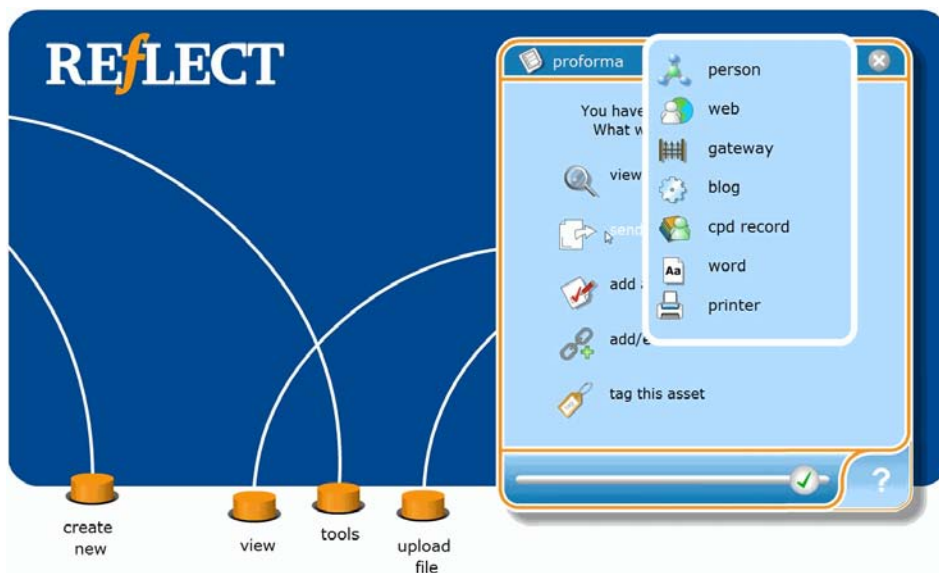 REfLECT
proforma
You have
What w
view
send
add a
add/e
tag this asset
person
web
gateway
blog
cpd record
Aa
word
printer
?
create
new
view
tools
upload
file